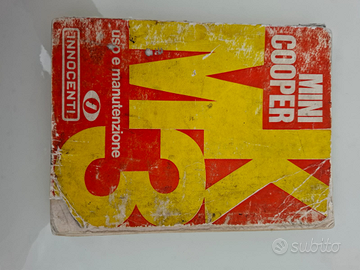 MINI
COOPER
MK3
uso e manutenzione
INNOCENTI
subito